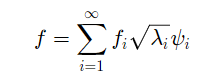 f = \sum_{i=1}^{\infty} f_i \sqrt{\lambda_i} \psi_i